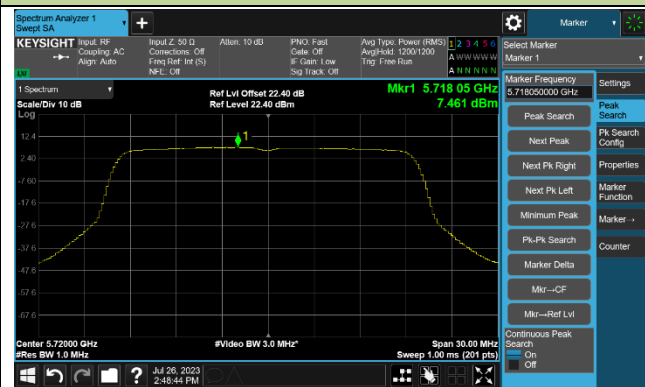 Spectrum Analyzer 1
Swept SA
Marker
KEYSIGHT
Input: RF
Coupling: AC
Align: Auto
Input Z: 50 Ω
Corrections: Off
Freq Ref: Int (S)
NFE: Off
Atten: 10 dB
PNO: Fast
Gate: Off
IF Gain: Low
Sig Track: Off
Avg Type: Power (RMS)
Avg|Hold: 1200/1200
Trig: Free Run
1 2 3 4 5 6
A W W W W W
A N N N N N
LXI
Select Marker
Marker 1
Marker Frequency
5.718050000 GHz
Peak Search
Next Peak
Next Pk Right
Next Pk Left
Minimum Peak
Pk-Pk Search
Marker Delta
Mkr→CF
Mkr→Ref Lvl
Continuous Peak
Search
On
Off
Settings
Peak
Search
Pk Search
Config
Properties
Marker
Function
Marker→
Counter
1 Spectrum
Scale/Div 10 dB
Log
Ref Lvl Offset 22.40 dB
Ref Level 22.40 dBm
Mkr1 5.718 05 GHz
7.461 dBm
1
12.4
2.40
-7.60
-17.6
-27.6
-37.6
-47.6
-57.6
-67.6
Center 5.72000 GHz
#Res BW 1.0 MHz
#Video BW 3.0 MHz*
Span 30.00 MHz
Sweep 1.00 ms (201 pts)
Jul 26, 2023
2:48:44 PM